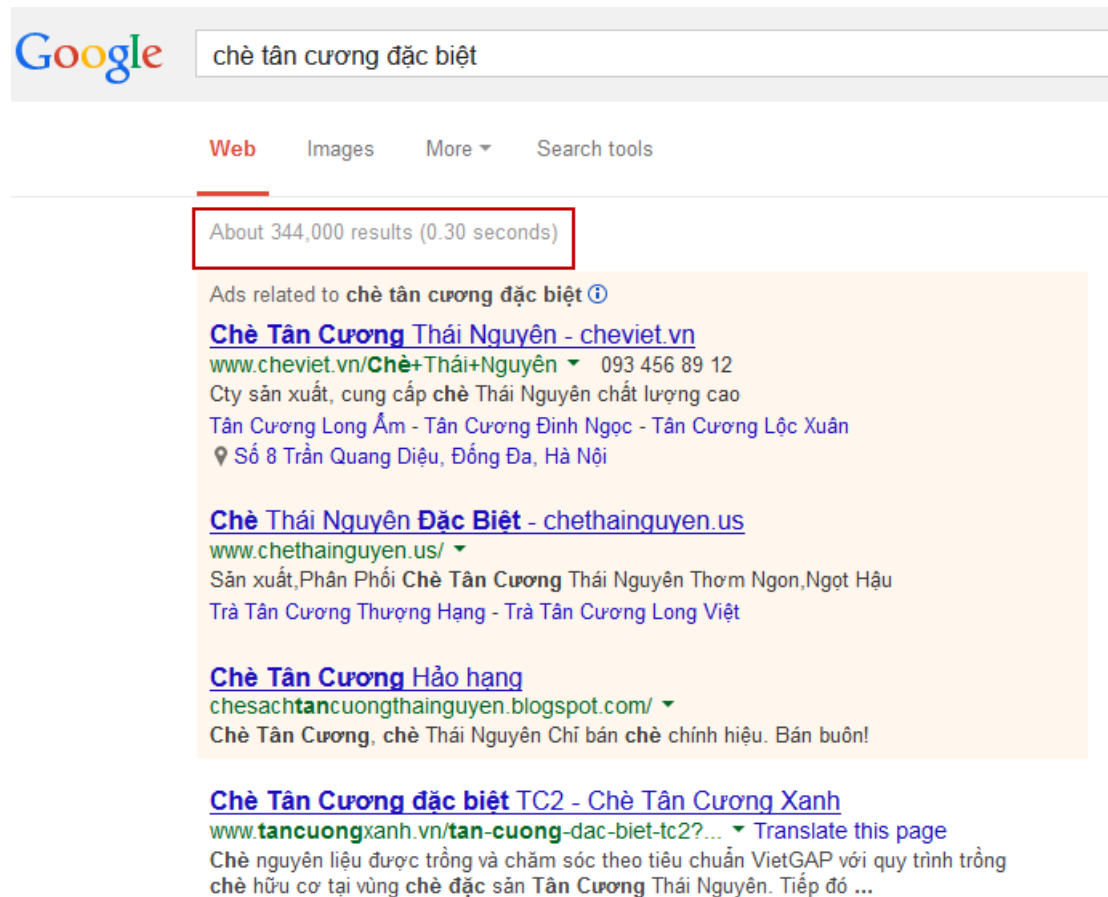 Google
chè tân cương đặc biệt
Web Images More Search tools
About 344,000 results (0.30 seconds)
Ads related to chè tân cương đặc biệt
Chè Tân Cương Thái Nguyên - cheviet.vn
www.cheviet.vn/Chè+Thái+Nguyên 093 456 89 12
Cty sản xuất, cung cấp chè Thái Nguyên chất lượng cao
Tân Cương Long Ẩm - Tân Cương Đinh Ngọc - Tân Cương Lộc Xuân
Số 8 Trần Quang Diệu, Đống Đa, Hà Nội
Chè Thái Nguyên Đặc Biệt - chethainguyen.us
www.chethainguyen.us/
Sản xuất,Phân Phối Chè Tân Cương Thái Nguyên Thơm Ngon,Ngọt Hậu
Trà Tân Cương Thượng Hạng - Trà Tân Cương Long Việt
Chè Tân Cương Hảo hạng
chesachtancuongthainguyen.blogspot.com/
Chè Tân Cương, chè Thái Nguyên Chỉ bán chè chính hiệu. Bán buôn!
Chè Tân Cương đặc biệt TC2 - Chè Tân Cương Xanh
www.tancuongxanh.vn/tan-cuong-dac-biet-tc2?... Translate this page
Chè nguyên liệu được trồng và chăm sóc theo tiêu chuẩn VietGAP với quy trình trồng
chè hữu cơ tại vùng chè đặc sản Tân Cương Thái Nguyên. Tiếp đó ...